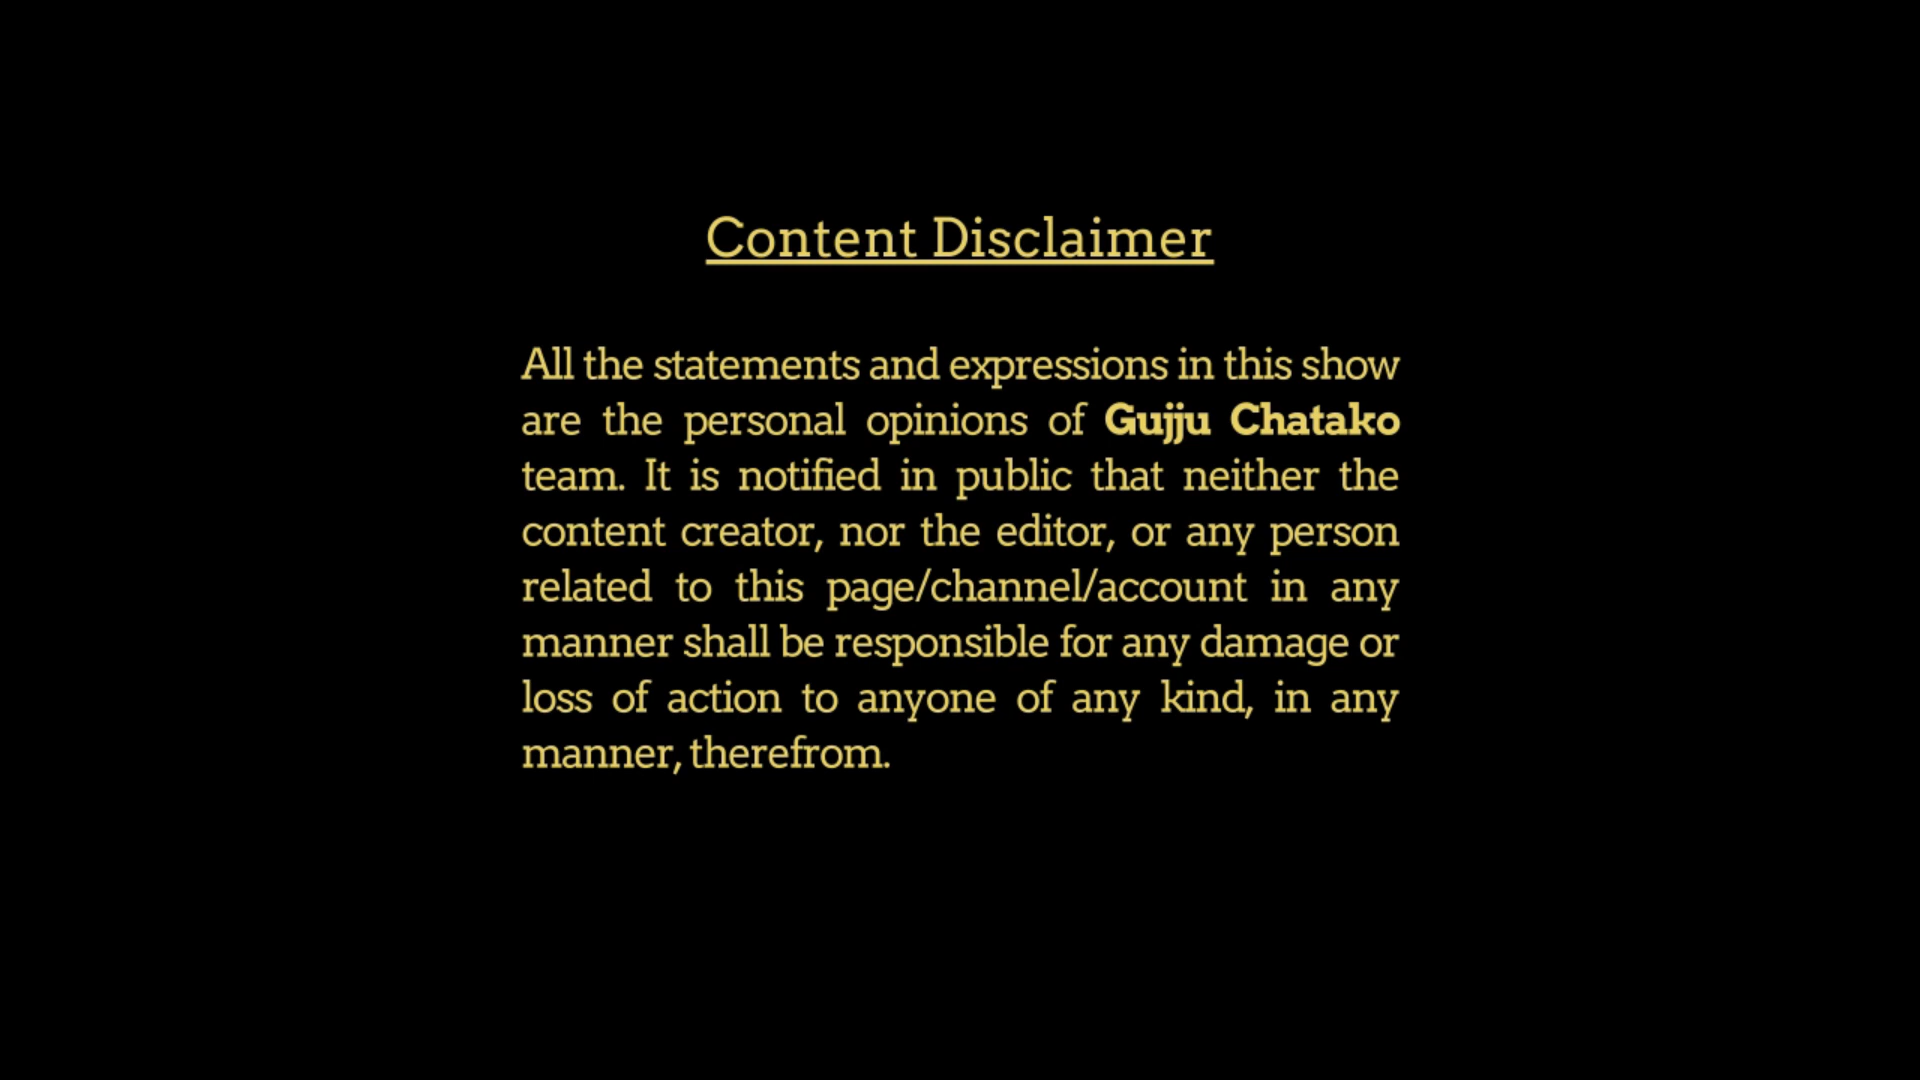 Content Disclaimer
All the statements and expressions in this show
are the personal opinions of Gujju Chatako
team. It is notified in public that neither the
content creator, nor the editor, or any person
related to this page/channel/account in any
manner shall be responsible for any damage or
loss of action to anyone of any kind, in any
manner, therefrom.